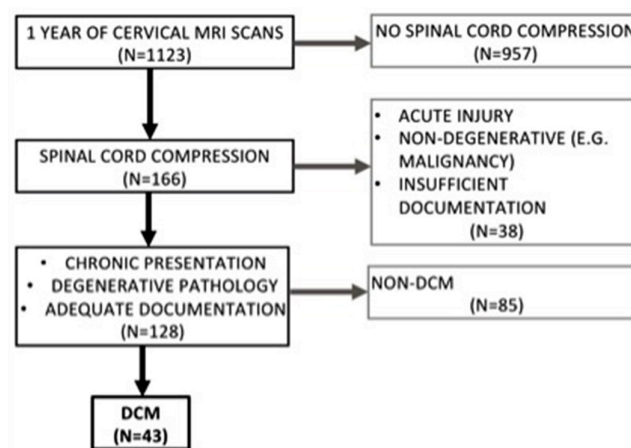 1 YEAR OF CERVICAL MRI SCANS
(N=1123)
NO SPINAL CORD COMPRESSION
(N=957)
SPINAL CORD COMPRESSION
(N=166)
• ACUTE INJURY
• NON-DEGENERATIVE (E.G.
MALIGNANCY)
• INSUFFICIENT
DOCUMENTATION
(N=38)
• CHRONIC PRESENTATION
• DEGENERATIVE PATHOLOGY
• ADEQUATE DOCUMENTATION
(N=128)
NON-DCM
(N=85)
DCM
(N=43)